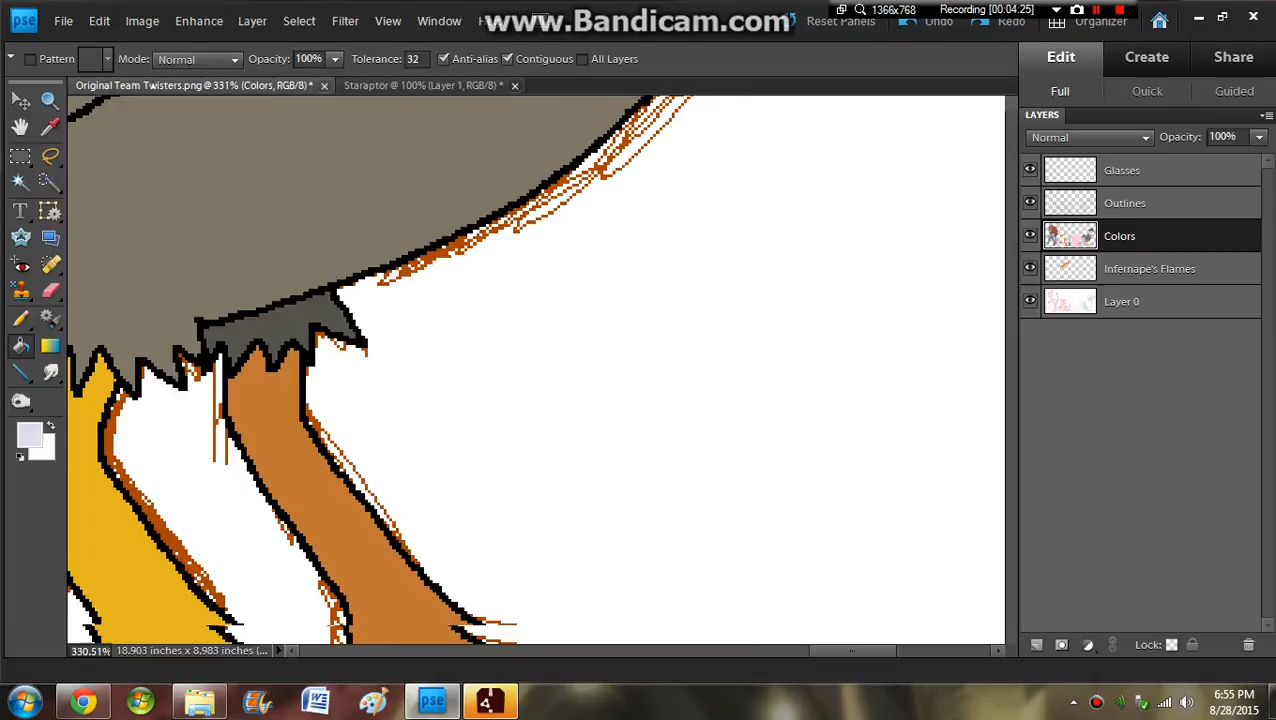 pse File Edit Image Enhance Layer Select Filter View Window
www.Bandicam.com
1366x768 Recording [00:04:25]
Reset Panels Undo Redo Organizer
Pattern Mode: Normal Opacity: 100% Tolerance: 32 Anti-alias Contiguous All Layers
Edit Create Share
Original Team Twisters.png @ 331% (Colors, RGB/8) * Staraptor @ 100% (Layer 1, RGB/8) *
Full Quick Guided
LAYERS
Normal Opacity: 100%
Glasses
Outlines
Colors
Infernape's Flames
Layer 0
T
Lock:
330.51% 18.903 inches x 8.983 inches (...
W pse
6:55 PM
8/28/2015